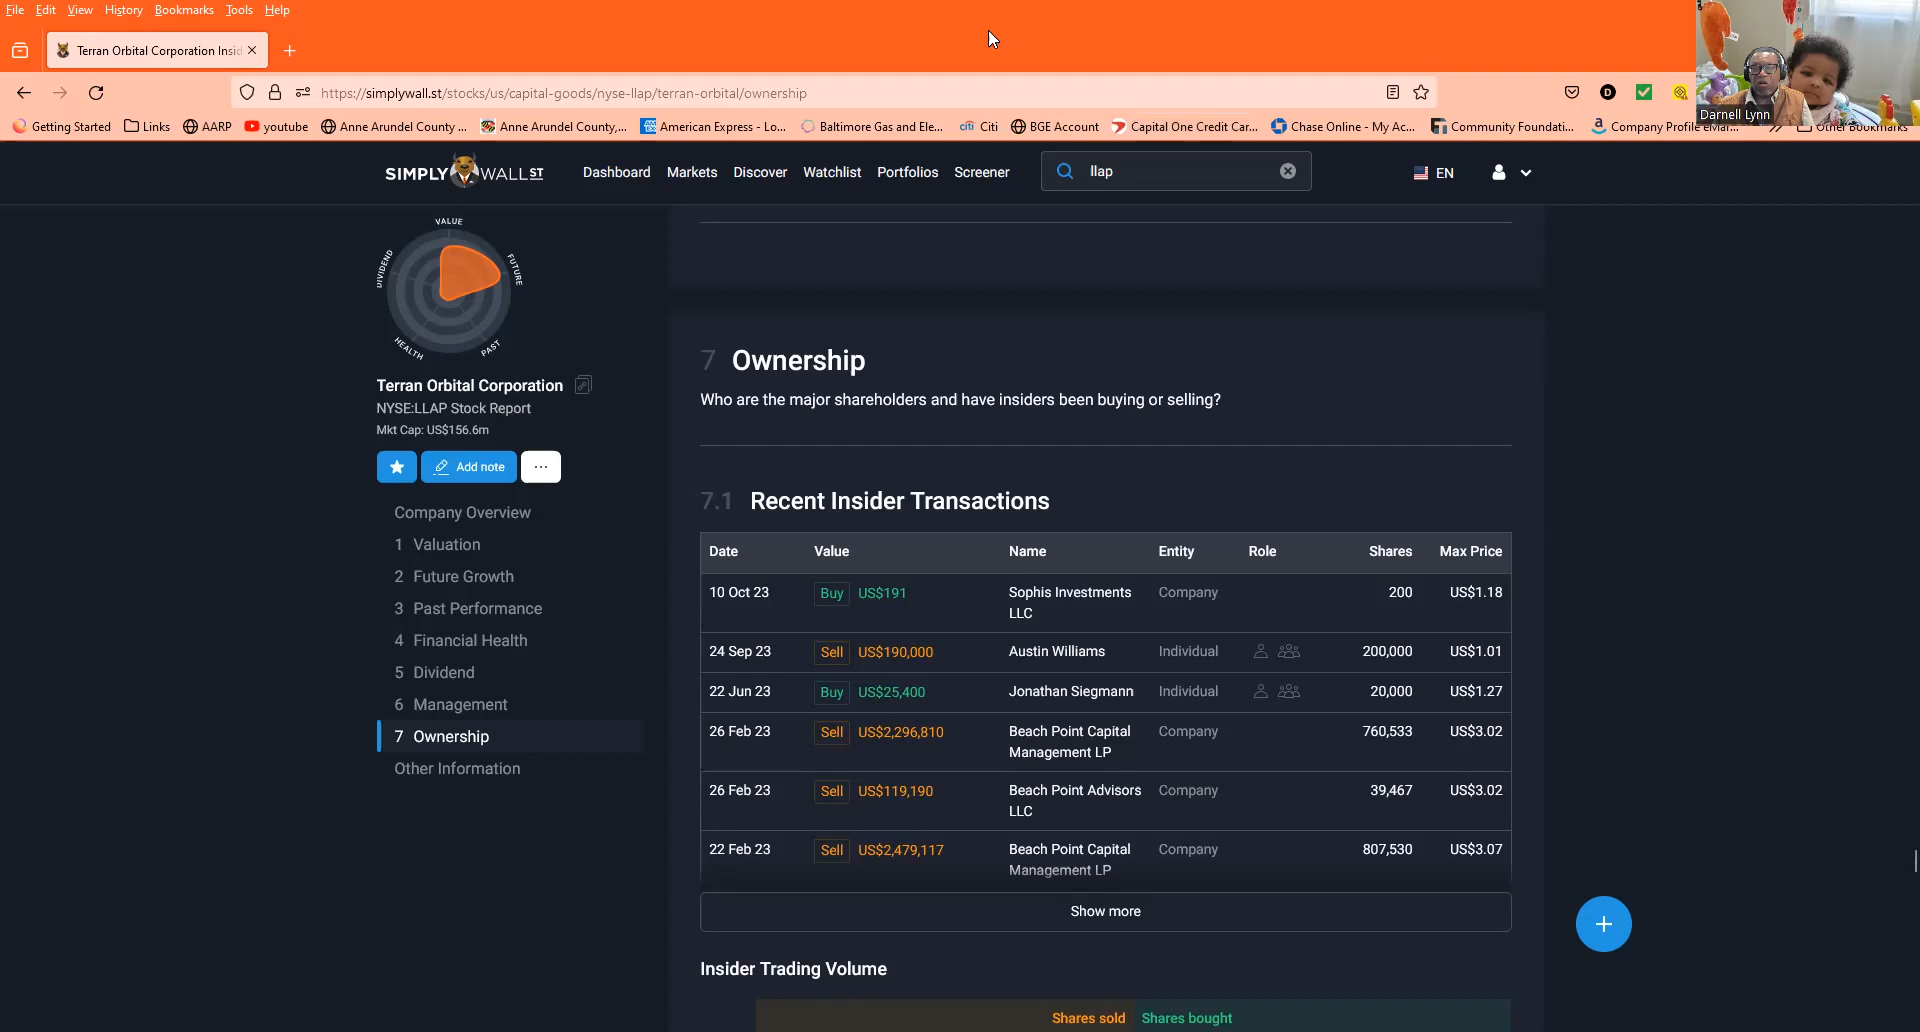 File Edit View History Bookmarks Tools Help
Terran Orbital Corporation Insid
https://simplywall.st/stocks/us/capital-goods/nyse-llap/terran-orbital/ownership
Darnell Lynn
Getting Started Links AARP youtube Anne Arundel County ... Anne Arundel County,... American Express - Lo... Baltimore Gas and Ele... citi Citi BGE Account Capital One Credit Car... Chase Online - My Ac... Community Foundati... Company Profile eMar... Other Bookmarks
SIMPLY WALL ST Dashboard Markets Discover Watchlist Portfolios Screener llap EN
VALUE
FUTURE
PAST
HEALTH
DIVIDEND
Terran Orbital Corporation
NYSE:LLAP Stock Report
Mkt Cap: US$156.6m
Add note
Company Overview
1 Valuation
2 Future Growth
3 Past Performance
4 Financial Health
5 Dividend
6 Management
7 Ownership
Other Information
7 Ownership
Who are the major shareholders and have insiders been buying or selling?
7.1 Recent Insider Transactions
Date Value Name Entity Role Shares Max Price
10 Oct 23 Buy US$191 Sophis Investments LLC Company 200 US$1.18
24 Sep 23 Sell US$190,000 Austin Williams Individual 200,000 US$1.01
22 Jun 23 Buy US$25,400 Jonathan Siegmann Individual 20,000 US$1.27
26 Feb 23 Sell US$2,296,810 Beach Point Capital Management LP Company 760,533 US$3.02
26 Feb 23 Sell US$119,190 Beach Point Advisors LLC Company 39,467 US$3.02
22 Feb 23 Sell US$2,479,117 Beach Point Capital Management LP Company 807,530 US$3.07
Show more
Insider Trading Volume
Shares sold Shares bought